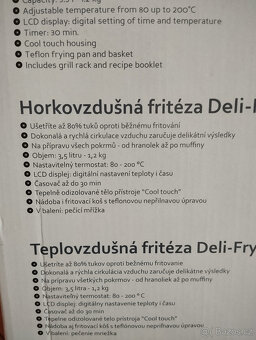 Capacity: 3.5 l - 1.2 kg
Adjustable temperature from 80 up to 200°C
LCD display: digital setting of time and temperature
Timer: 30 min.
Cool touch housing
Teflon frying pan and basket
Includes grill rack and recipe booklet
Horkovzdušná fritéza Deli-
Ušetříte až 80% tuků oproti běžnému fritování
Dokonalá a rychlá cirkulace vzduchu zaručuje delikátní výsledky
Na přípravu všech pokrmů - od hranolek až po muffiny
Objem: 3,5 litru - 1,2 kg
Nastavitelný termostat: 80 - 200 °C
LCD displej: digitální nastavení teploty i času
Časovač až do 30 min
Tepelně odizolované tělo přístroje "Cool touch"
Nádoba i fritovací koš s teflonovou nepřilnavou úpravou
V balení: pečicí mřížka
Teplovzdušná fritéza Deli-Fry
Ušetríte až 80% tukov oproti bežnému fritovanie
Dokonalá a rýchla cirkulácia vzduchu zaručuje delikátne výsledky
Na prípravu všetkých pokrmov - od hranolček až po muffiny
Objem: 3,5 litrov - 1,2 kg
Nastaviteľný termostat: 80 - 200 °C
LCD displej: digitálny nastavenie teploty i času
Časovač až do 30 min
Tepelne odizolované telo prístroje "Cool touch"
Nádoba aj fritovací kôš s teflónovou nepriľnavou úpravou
V balení: pečenie mriežka